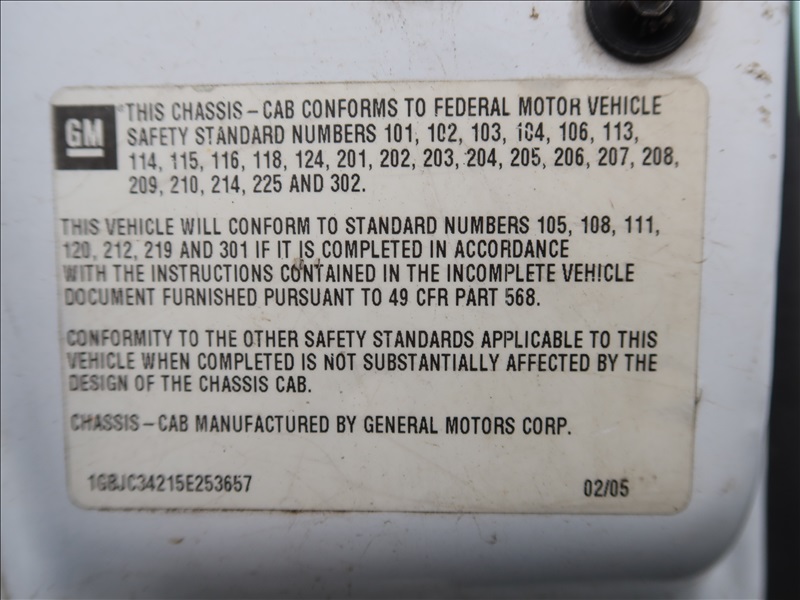 GM
THIS CHASSIS-CAB CONFORMS TO FEDERAL MOTOR VEHICLE
SAFETY STANDARD NUMBERS 101, 102, 103, 104, 106, 113,
114, 115, 116, 118, 124, 201, 202, 203, 204, 205, 206, 207, 208,
209, 210, 214, 225 AND 302.
THIS VEHICLE WILL CONFORM TO STANDARD NUMBERS 105, 108, 111,
120, 212, 219 AND 301 IF IT IS COMPLETED IN ACCORDANCE
WITH THE INSTRUCTIONS CONTAINED IN THE INCOMPLETE VEHICLE
DOCUMENT FURNISHED PURSUANT TO 49 CFR PART 568.
CONFORMITY TO THE OTHER SAFETY STANDARDS APPLICABLE TO THIS
VEHICLE WHEN COMPLETED IS NOT SUBSTANTIALLY AFFECTED BY THE
DESIGN OF THE CHASSIS CAB.
CHASSIS-CAB MANUFACTURED BY GENERAL MOTORS CORP.
1GBJC34215E253657 02/05